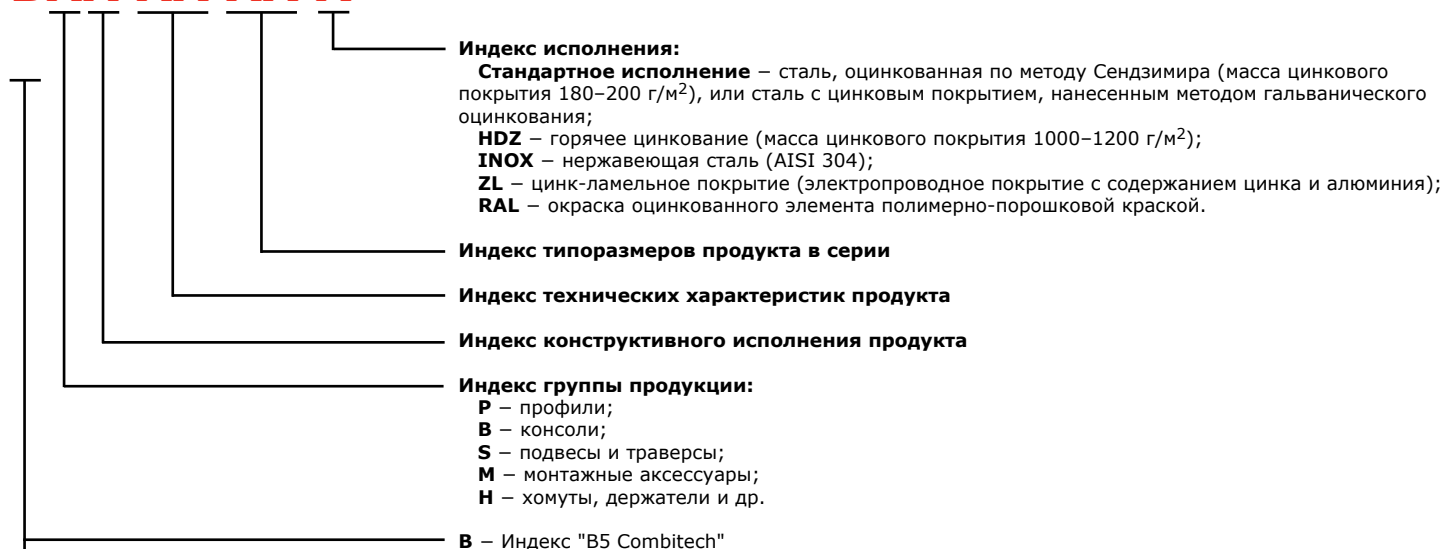 Индекс исполнения:
Стандартное исполнение − сталь, оцинкованная по методу Сендзимира (масса цинкового
покрытия 180–200 г/м2), или сталь с цинковым покрытием, нанесенным методом гальванического
оцинкования;
HDZ − горячее цинкование (масса цинкового покрытия 1000–1200 г/м2);
INOX − нержавеющая сталь (AISI 304);
ZL − цинк-ламельное покрытие (электропроводное покрытие с содержанием цинка и алюминия);
RAL − окраска оцинкованного элемента полимерно-порошковой краской.
Индекс типоразмеров продукта в серии
Индекс технических характеристик продукта
Индекс конструктивного исполнения продукта
Индекс группы продукции:
P − профили;
B − консоли;
S − подвесы и траверсы;
M − монтажные аксессуары;
H − хомуты, держатели и др.
B − Индекс "B5 Combitech"